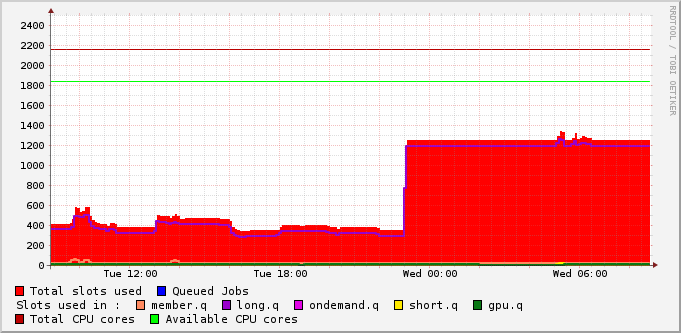 RRDTOOL / TOBI OETIKER
2400
2200
2000
1800
1600
1400
1200
1000
800
600
400
200
0
Tue 12:00 Tue 18:00 Wed 00:00 Wed 06:00
Total slots used Queued Jobs
Slots used in : member.q long.q ondemand.q short.q gpu.q
Total CPU cores Available CPU cores